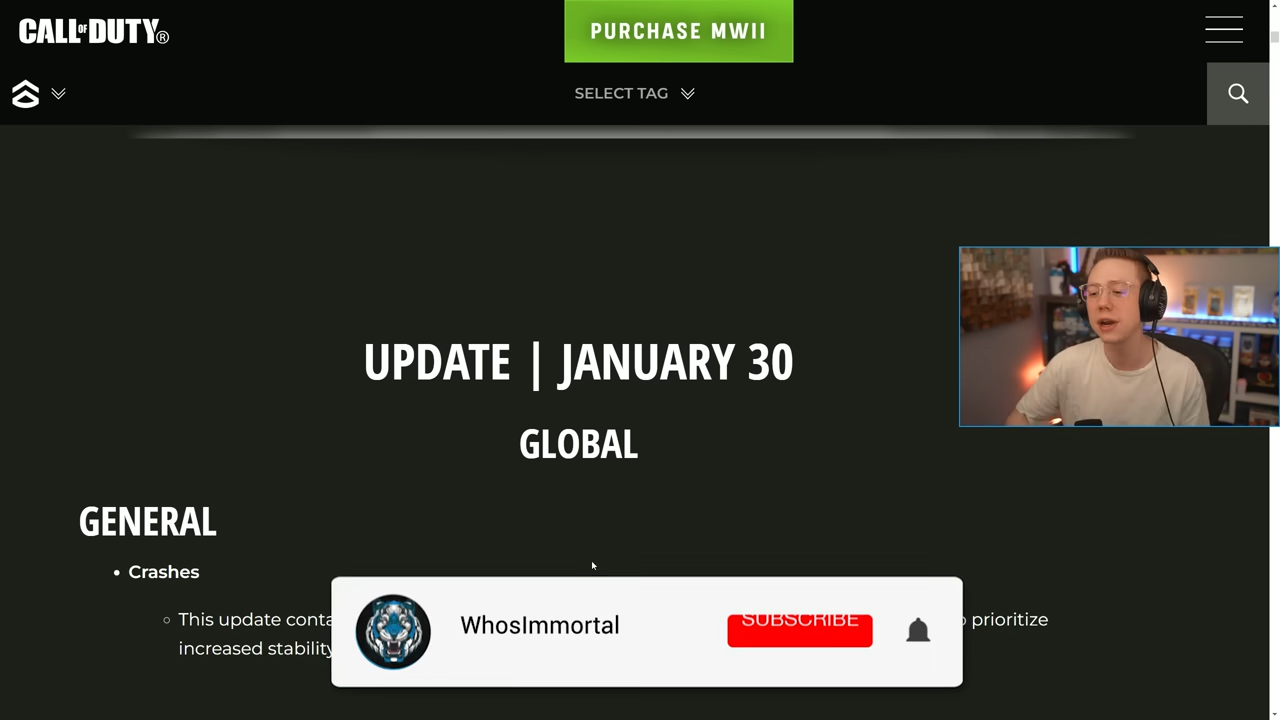 CALL OF DUTY®
PURCHASE MWII
SELECT TAG
UPDATE | JANUARY 30
GLOBAL
GENERAL
• Crashes
○ This update conta
prioritize
increased stability
WhosImmortal
SUBSCRIBE